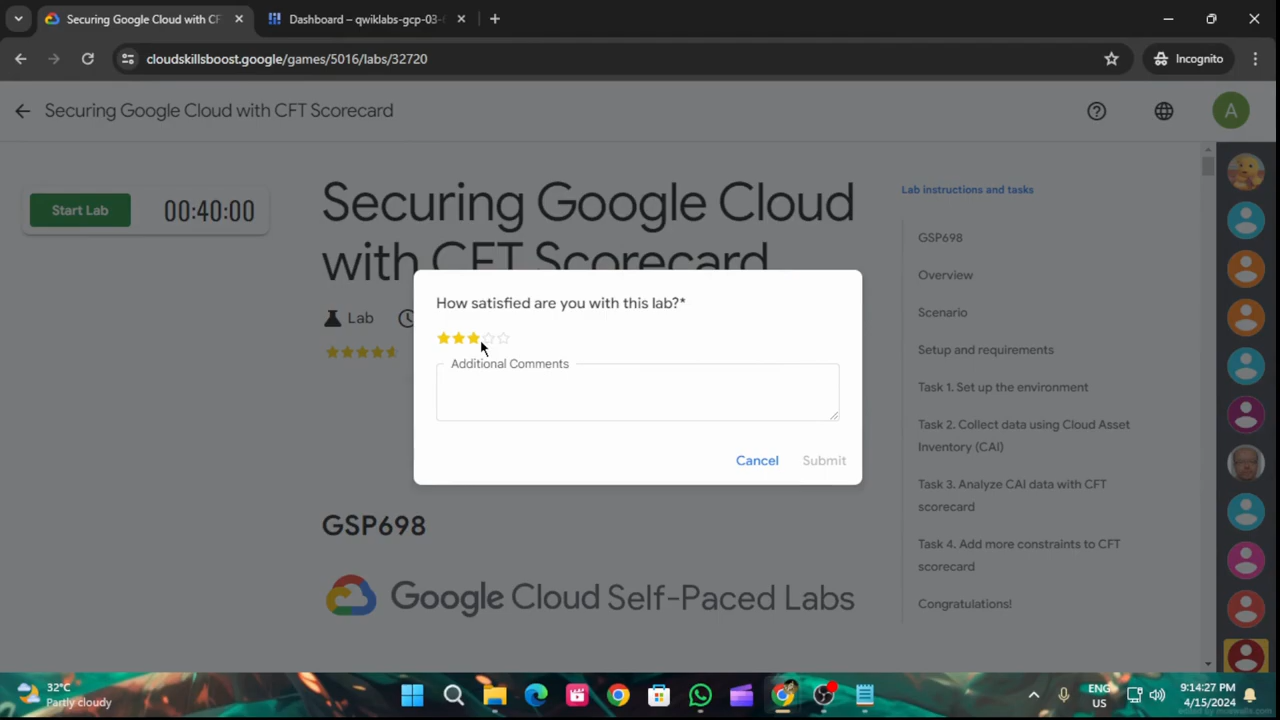 Securing Google Cloud with CF
Dashboard – qwiklabs-gcp-03-
cloudskillsboost.google/games/5016/labs/32720
Incognito
Securing Google Cloud with CFT Scorecard
A
Start Lab
00:40:00
Securing Google Cloud
with CFT Scorecard
Lab
GSP698
Google Cloud Self-Paced Labs
How satisfied are you with this lab?*
Additional Comments
Cancel
Submit
Lab instructions and tasks
GSP698
Overview
Scenario
Setup and requirements
Task 1. Set up the environment
Task 2. Collect data using Cloud Asset
Inventory (CAI)
Task 3. Analyze CAI data with CFT
scorecard
Task 4. Add more constraints to CFT
scorecard
Congratulations!
32°C
Partly cloudy
ENG
US
9:14:27 PM
4/15/2024